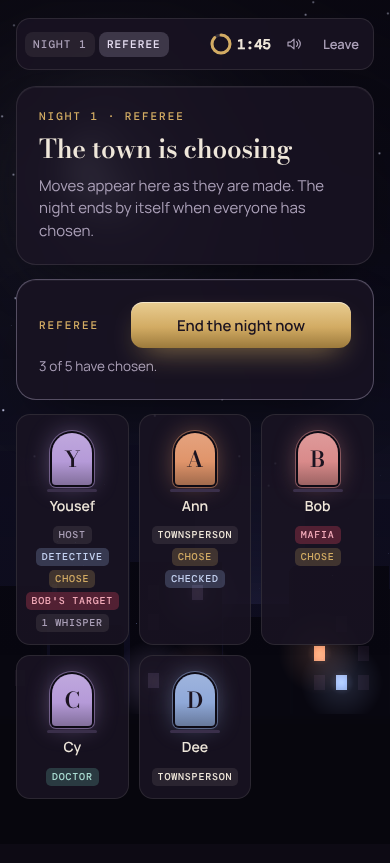 NIGHT 1 REFEREE 1:45 Leave
NIGHT 1 · REFEREE
The town is choosing
Moves appear here as they are made. The
night ends by itself when everyone has
chosen.
REFEREE End the night now
3 of 5 have chosen.
Y
Yousef
HOST
DETECTIVE
CHOSE
BOB'S TARGET
1 WHISPER
A
Ann
TOWNSPERSON
CHOSE
CHECKED
B
Bob
MAFIA
CHOSE
C
Cy
DOCTOR
D
Dee
TOWNSPERSON